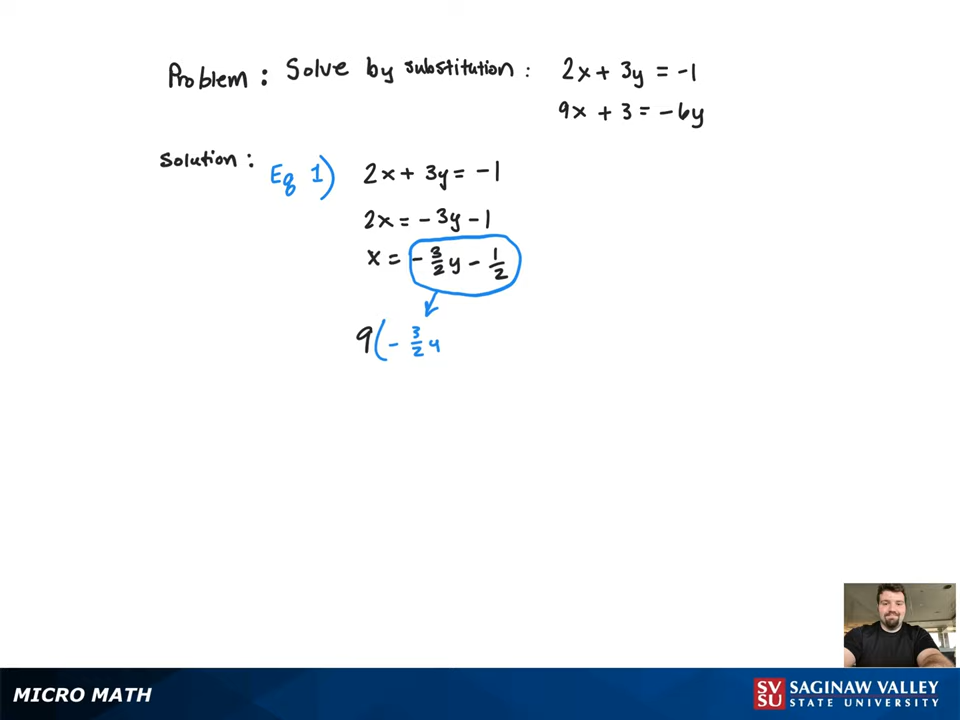 Problem: Solve by substitution: 2x + 3y = -1
9x + 3 = -6y
Solution: Eq 1) 2x + 3y = -1
2x = -3y - 1
x = -3/2 y - 1/2
9(-3/2 y
MICRO MATH
SV SU SAGINAW VALLEY
STATE UNIVERSITY